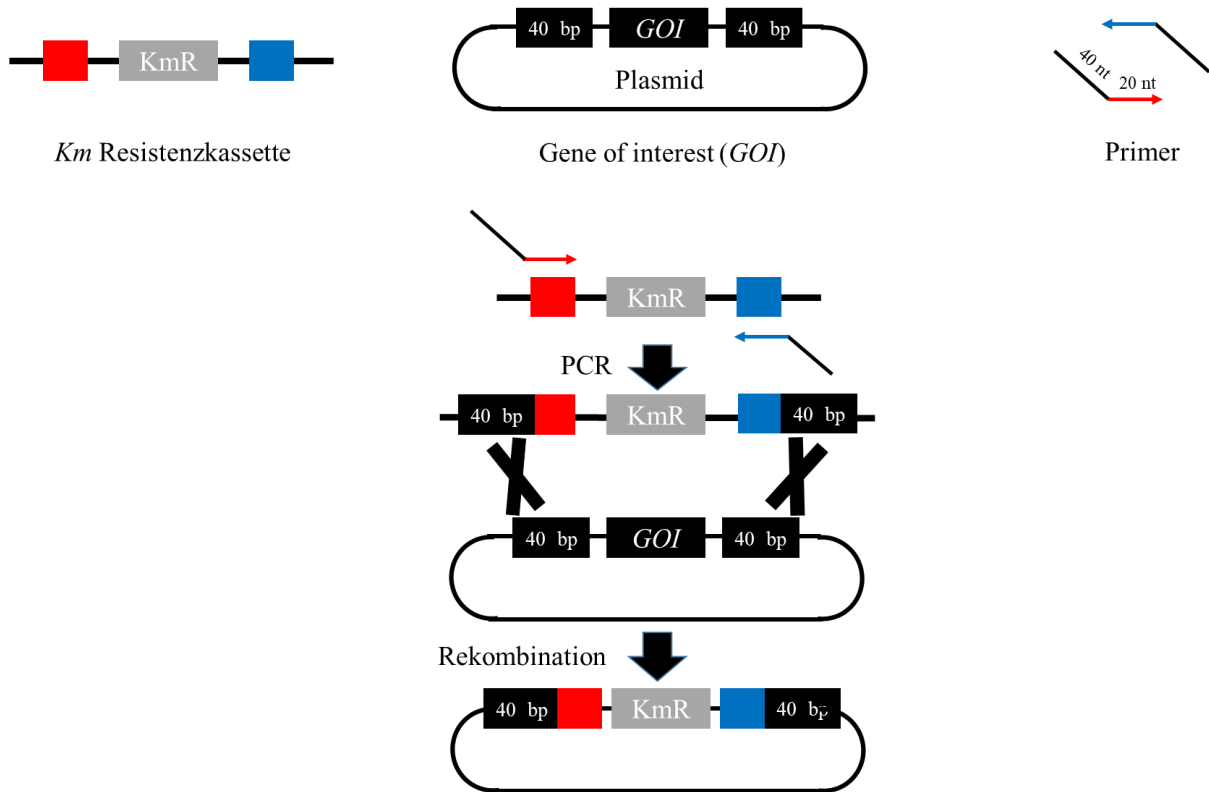 KmR
Km Resistenzkassette
40 bp GOI 40 bp
Plasmid
Gene of interest (GOI)
40 nt
20 nt
Primer
KmR
PCR
40 bp KmR 40 bp
40 bp GOI 40 bp
Rekombination
40 bp KmR 40 bp